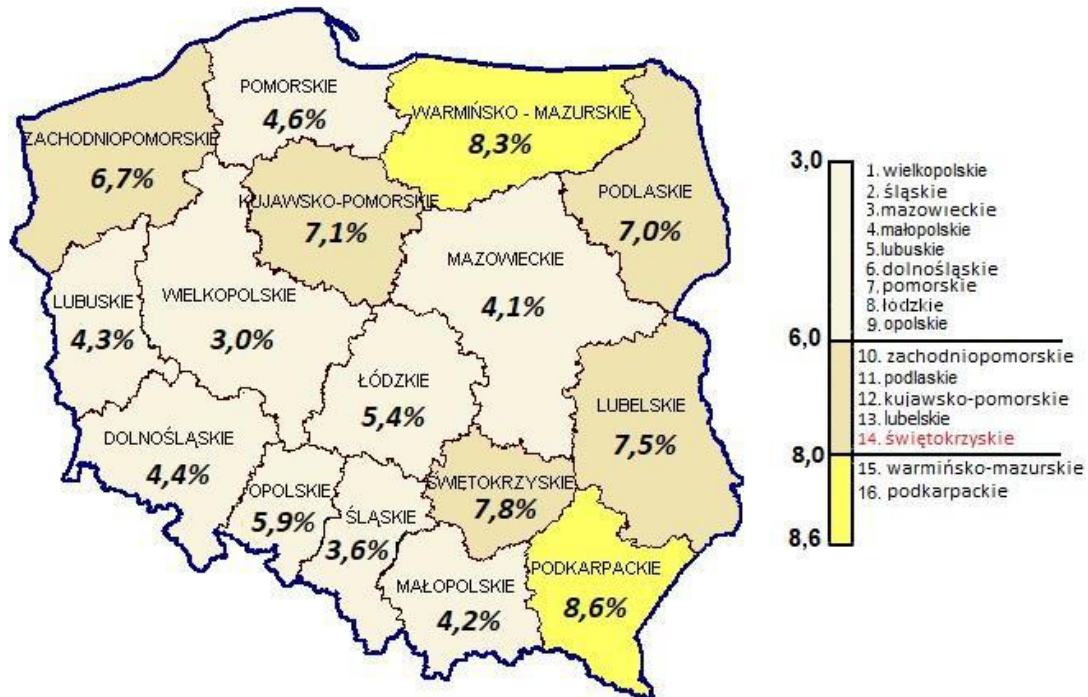 POMORSKIE
4,6%
WARMIŃSKO - MAZURSKIE
8,3%
ZACHODNIOPOMORSKIE
6,7%
KUJAWSKO-POMORSKIE
7,1%
PODLASKIE
7,0%
MAZOWIECKIE
4,1%
LUBUSKIE
4,3%
WIELKOPOLSKIE
3,0%
ŁÓDZKIE
5,4%
LUBELSKIE
7,5%
DOLNOŚLĄSKIE
4,4%
OPOLSKIE
5,9%
ŚLĄSKIE
3,6%
ŚWIĘTOKRZYSKIE
7,8%
MAŁOPOLSKIE
4,2%
PODKARPACKIE
8,6%
3,0
1. wielkopolskie
2. śląskie
3. mazowieckie
4. małopolskie
5. lubuskie
6. dolnośląskie
7. pomorskie
8. łódzkie
9. opolskie
6,0
10. zachodniopomorskie
11. podlaskie
12. kujawsko-pomorskie
13. lubelskie
14. świętokrzyskie
8,0
15. warmińsko-mazurskie
16. podkarpackie
8,6